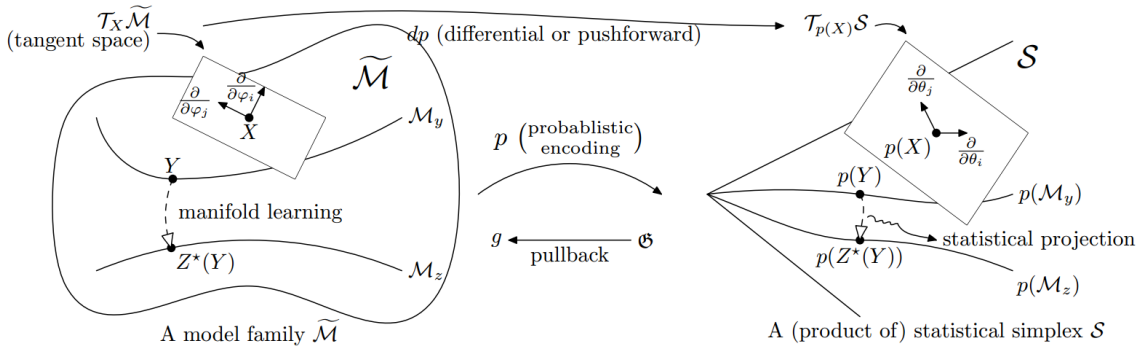 𝒯_X ℳ̃
(tangent space)
dp (differential or pushforward)
𝒯_{p(X)} 𝒮
ℳ̃
∂/∂φ_j
∂/∂φ_i
X
ℳ_y
Y
manifold learning
Z*(Y)
ℳ_z
A model family ℳ̃
p (probablistic
encoding)
g
𝕲
pullback
𝒮
∂/∂θ_j
p(X)
∂/∂θ_i
p(Y)
p(ℳ_y)
statistical projection
p(Z*(Y))
p(ℳ_z)
A (product of) statistical simplex 𝒮